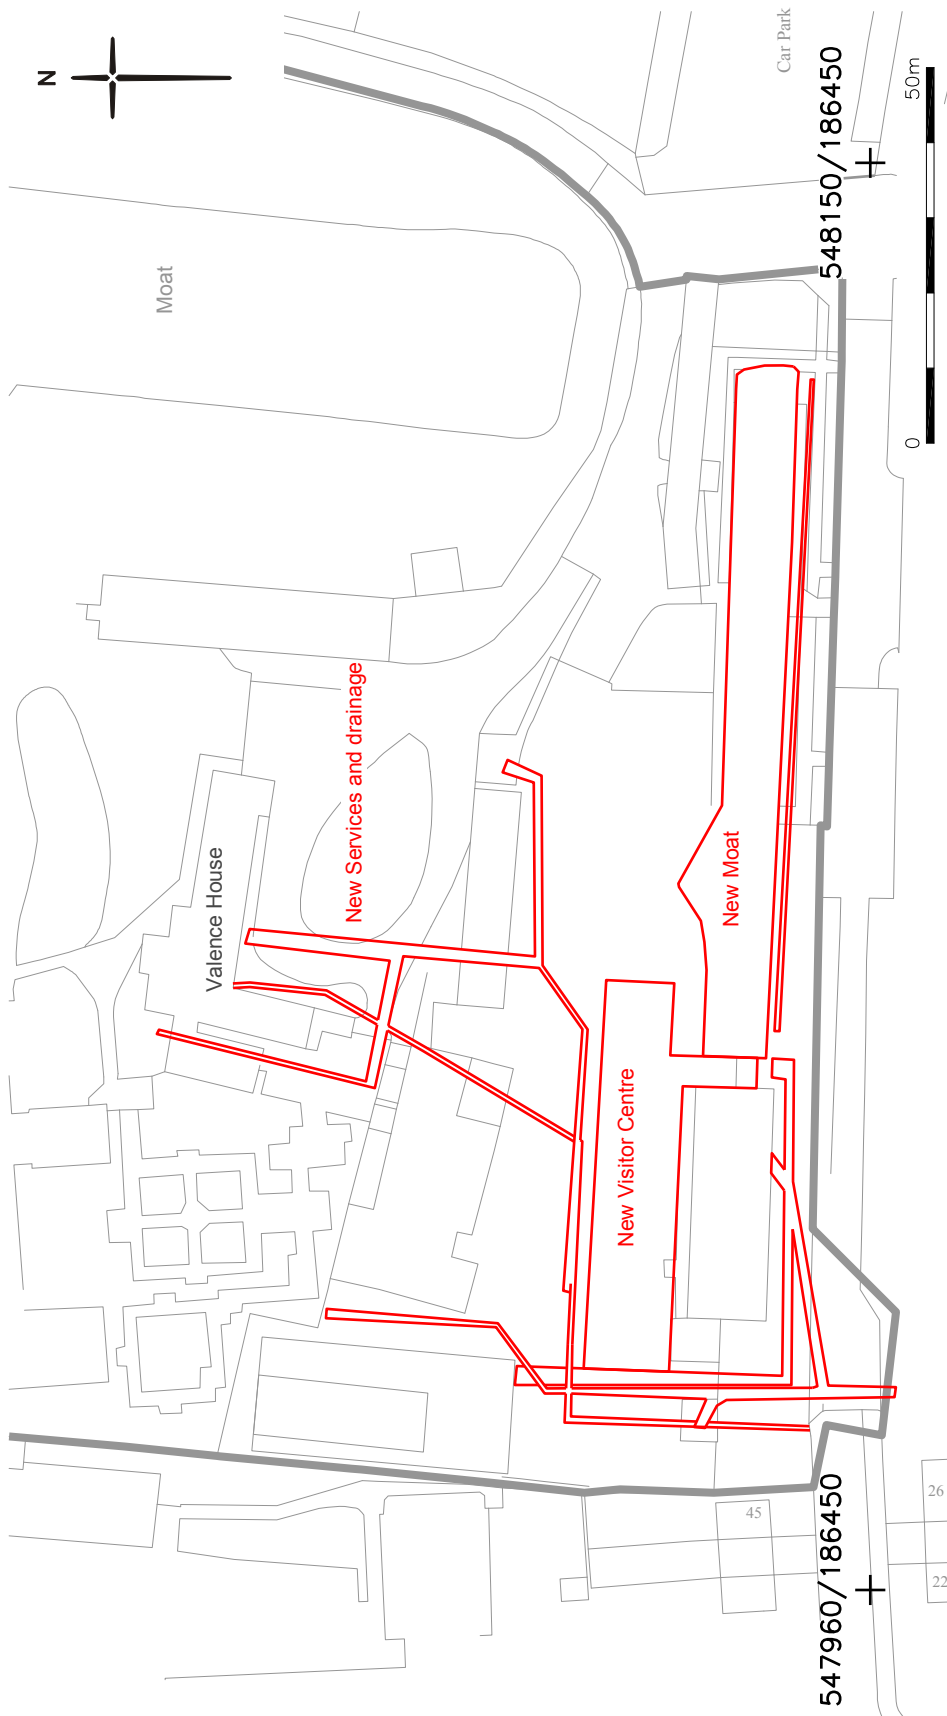 N
Moat
Car Park
548150/186450
50m
0
New Services and drainage
Valence House
New Moat
New Visitor Centre
547960/186450
45
26
22